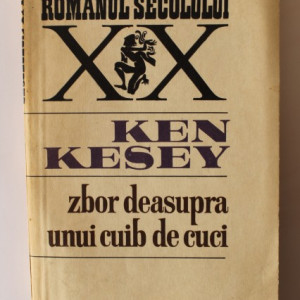 ROMANUL SECOLULUI
XX
KEN
KESEY
zbor deasupra
unui cuib de cuci